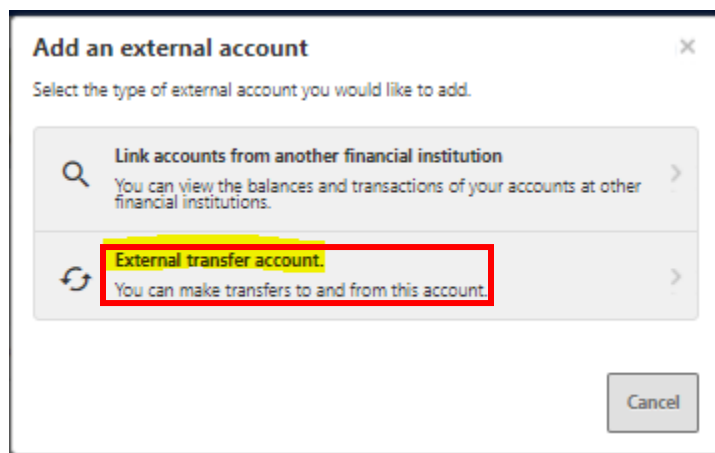 Add an external account
Select the type of external account you would like to add.
Link accounts from another financial institution
You can view the balances and transactions of your accounts at other
financial institutions.
External transfer account.
You can make transfers to and from this account.
Cancel